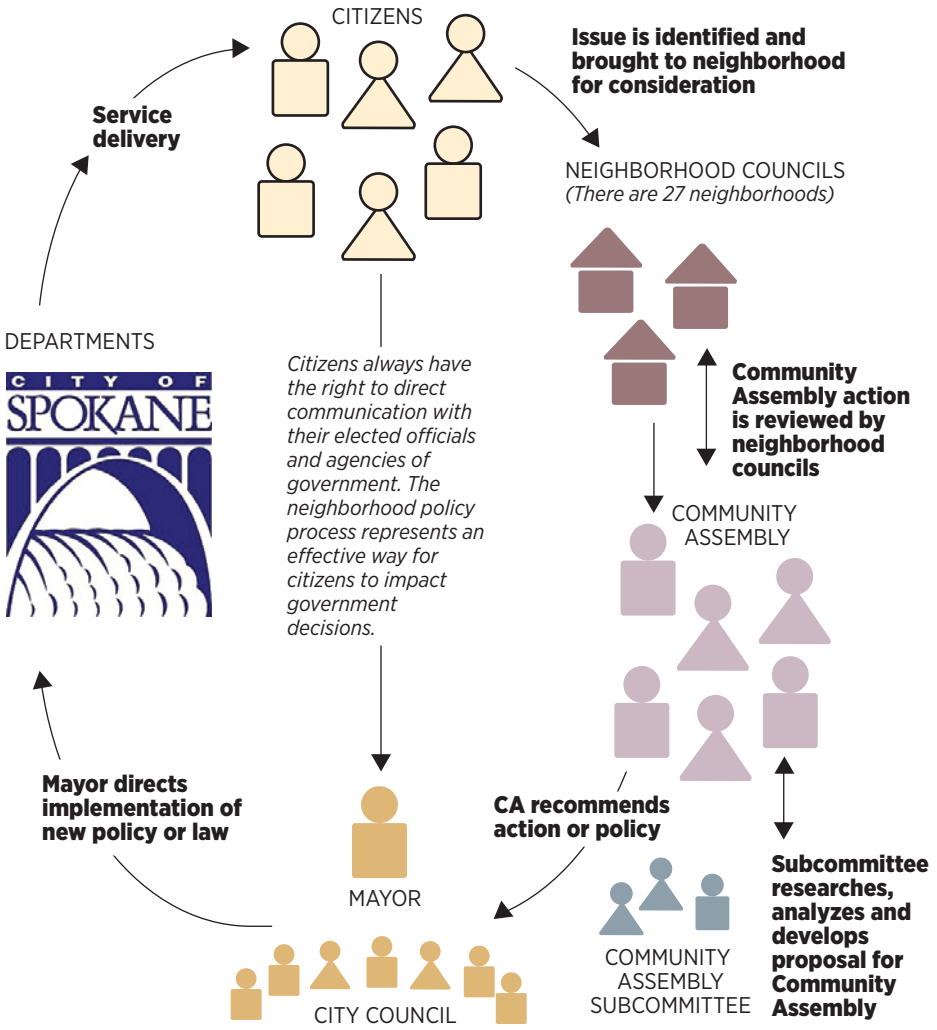 CITIZENS
Issue is identified and
brought to neighborhood
for consideration
Service
delivery
NEIGHBORHOOD COUNCILS
(There are 27 neighborhoods)
DEPARTMENTS
CITY OF
SPOKANE
Citizens always have
the right to direct
communication with
their elected officials
and agencies of
government. The
neighborhood policy
process represents an
effective way for
citizens to impact
government
decisions.
Community
Assembly action
is reviewed by
neighborhood
councils
COMMUNITY
ASSEMBLY
Mayor directs
implementation of
new policy or law
CA recommends
action or policy
MAYOR
CITY COUNCIL
COMMUNITY
ASSEMBLY
SUBCOMMITTEE
Subcommittee
researches,
analyzes and
develops
proposal for
Community
Assembly